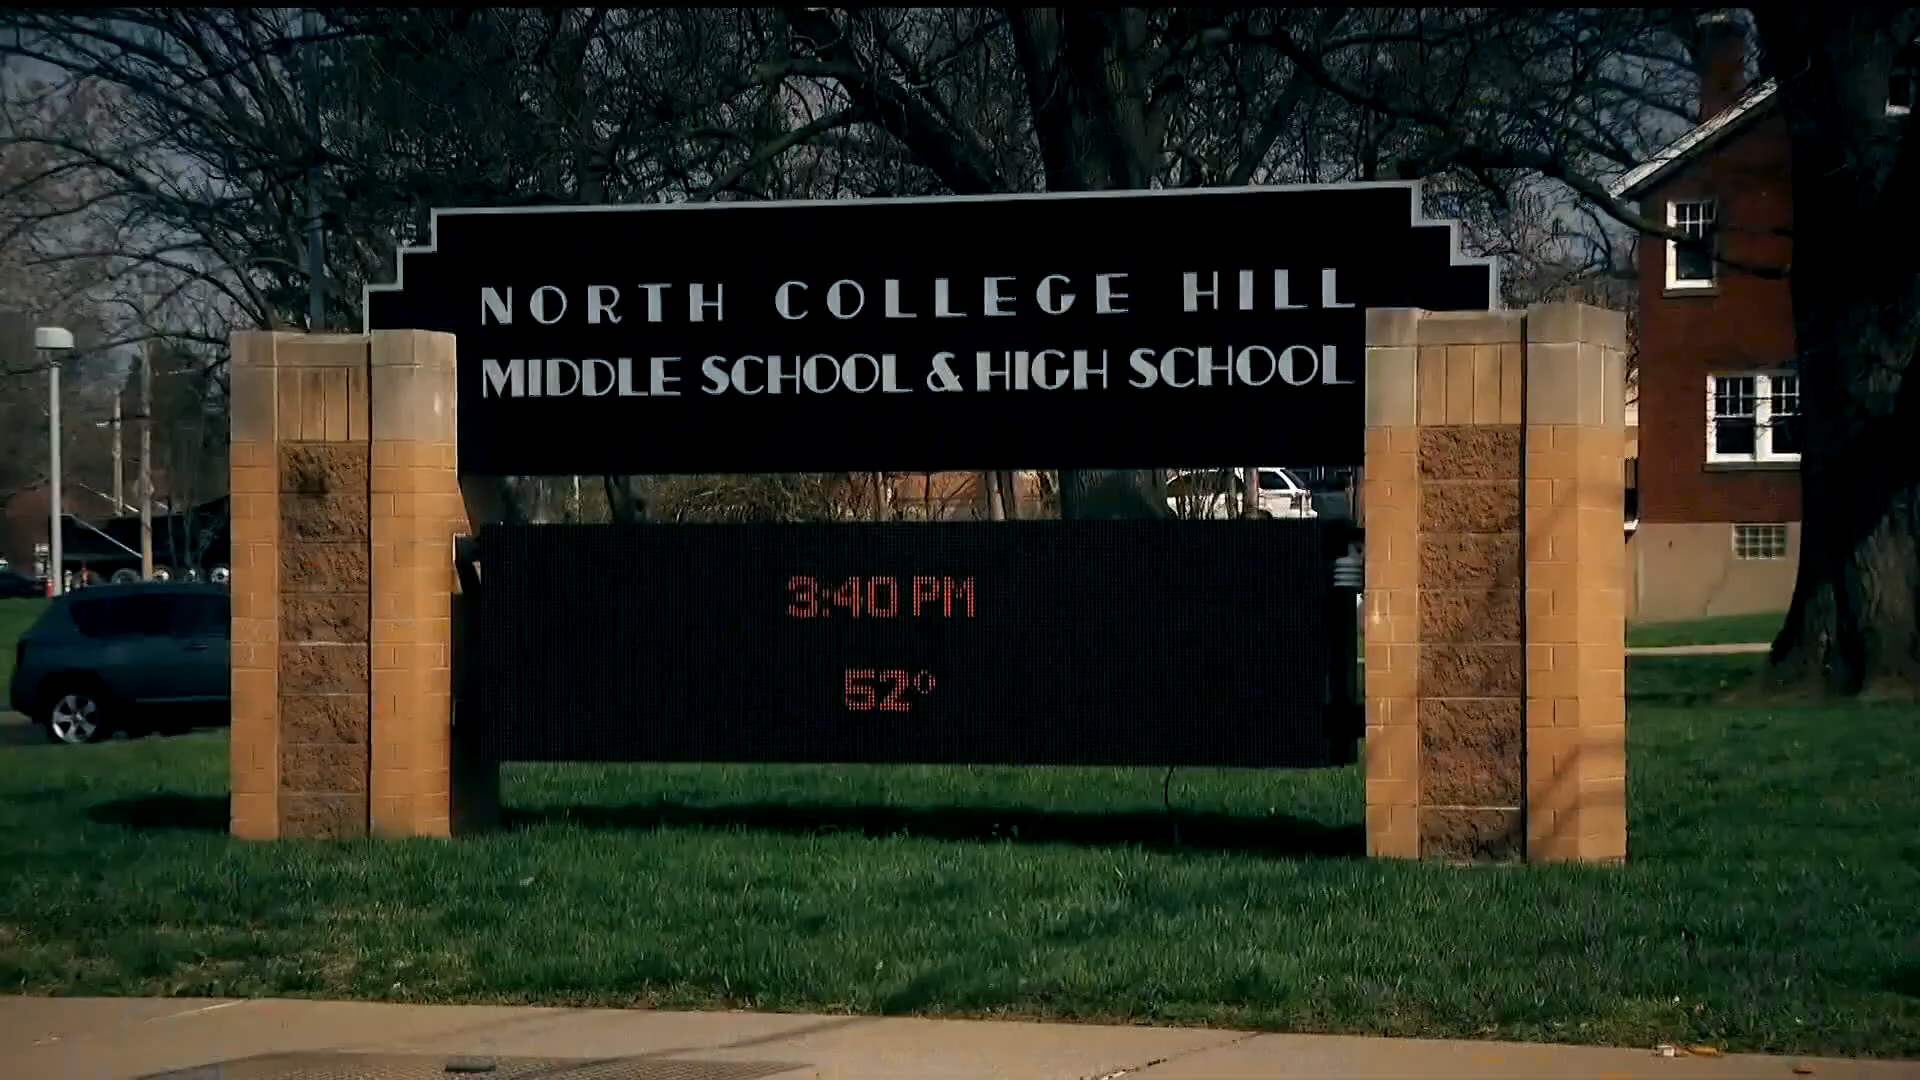 NORTH COLLEGE HILL
MIDDLE SCHOOL & HIGH SCHOOL
3:40 PM
52°